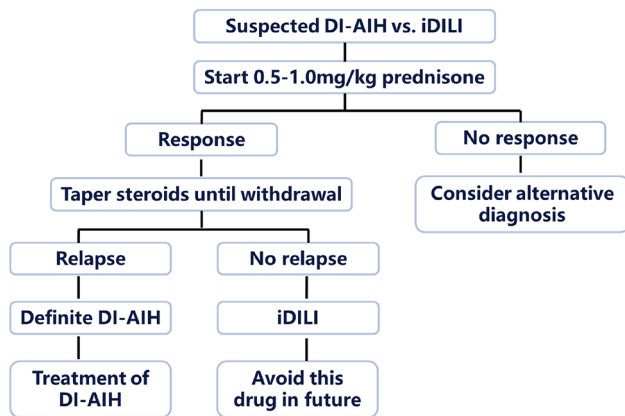 Suspected DI-AIH vs. iDILI
Start 0.5-1.0mg/kg prednisone
Response
No response
Taper steroids until withdrawal
Consider alternative
diagnosis
Relapse
No relapse
Definite DI-AIH
iDILI
Treatment of
DI-AIH
Avoid this
drug in future